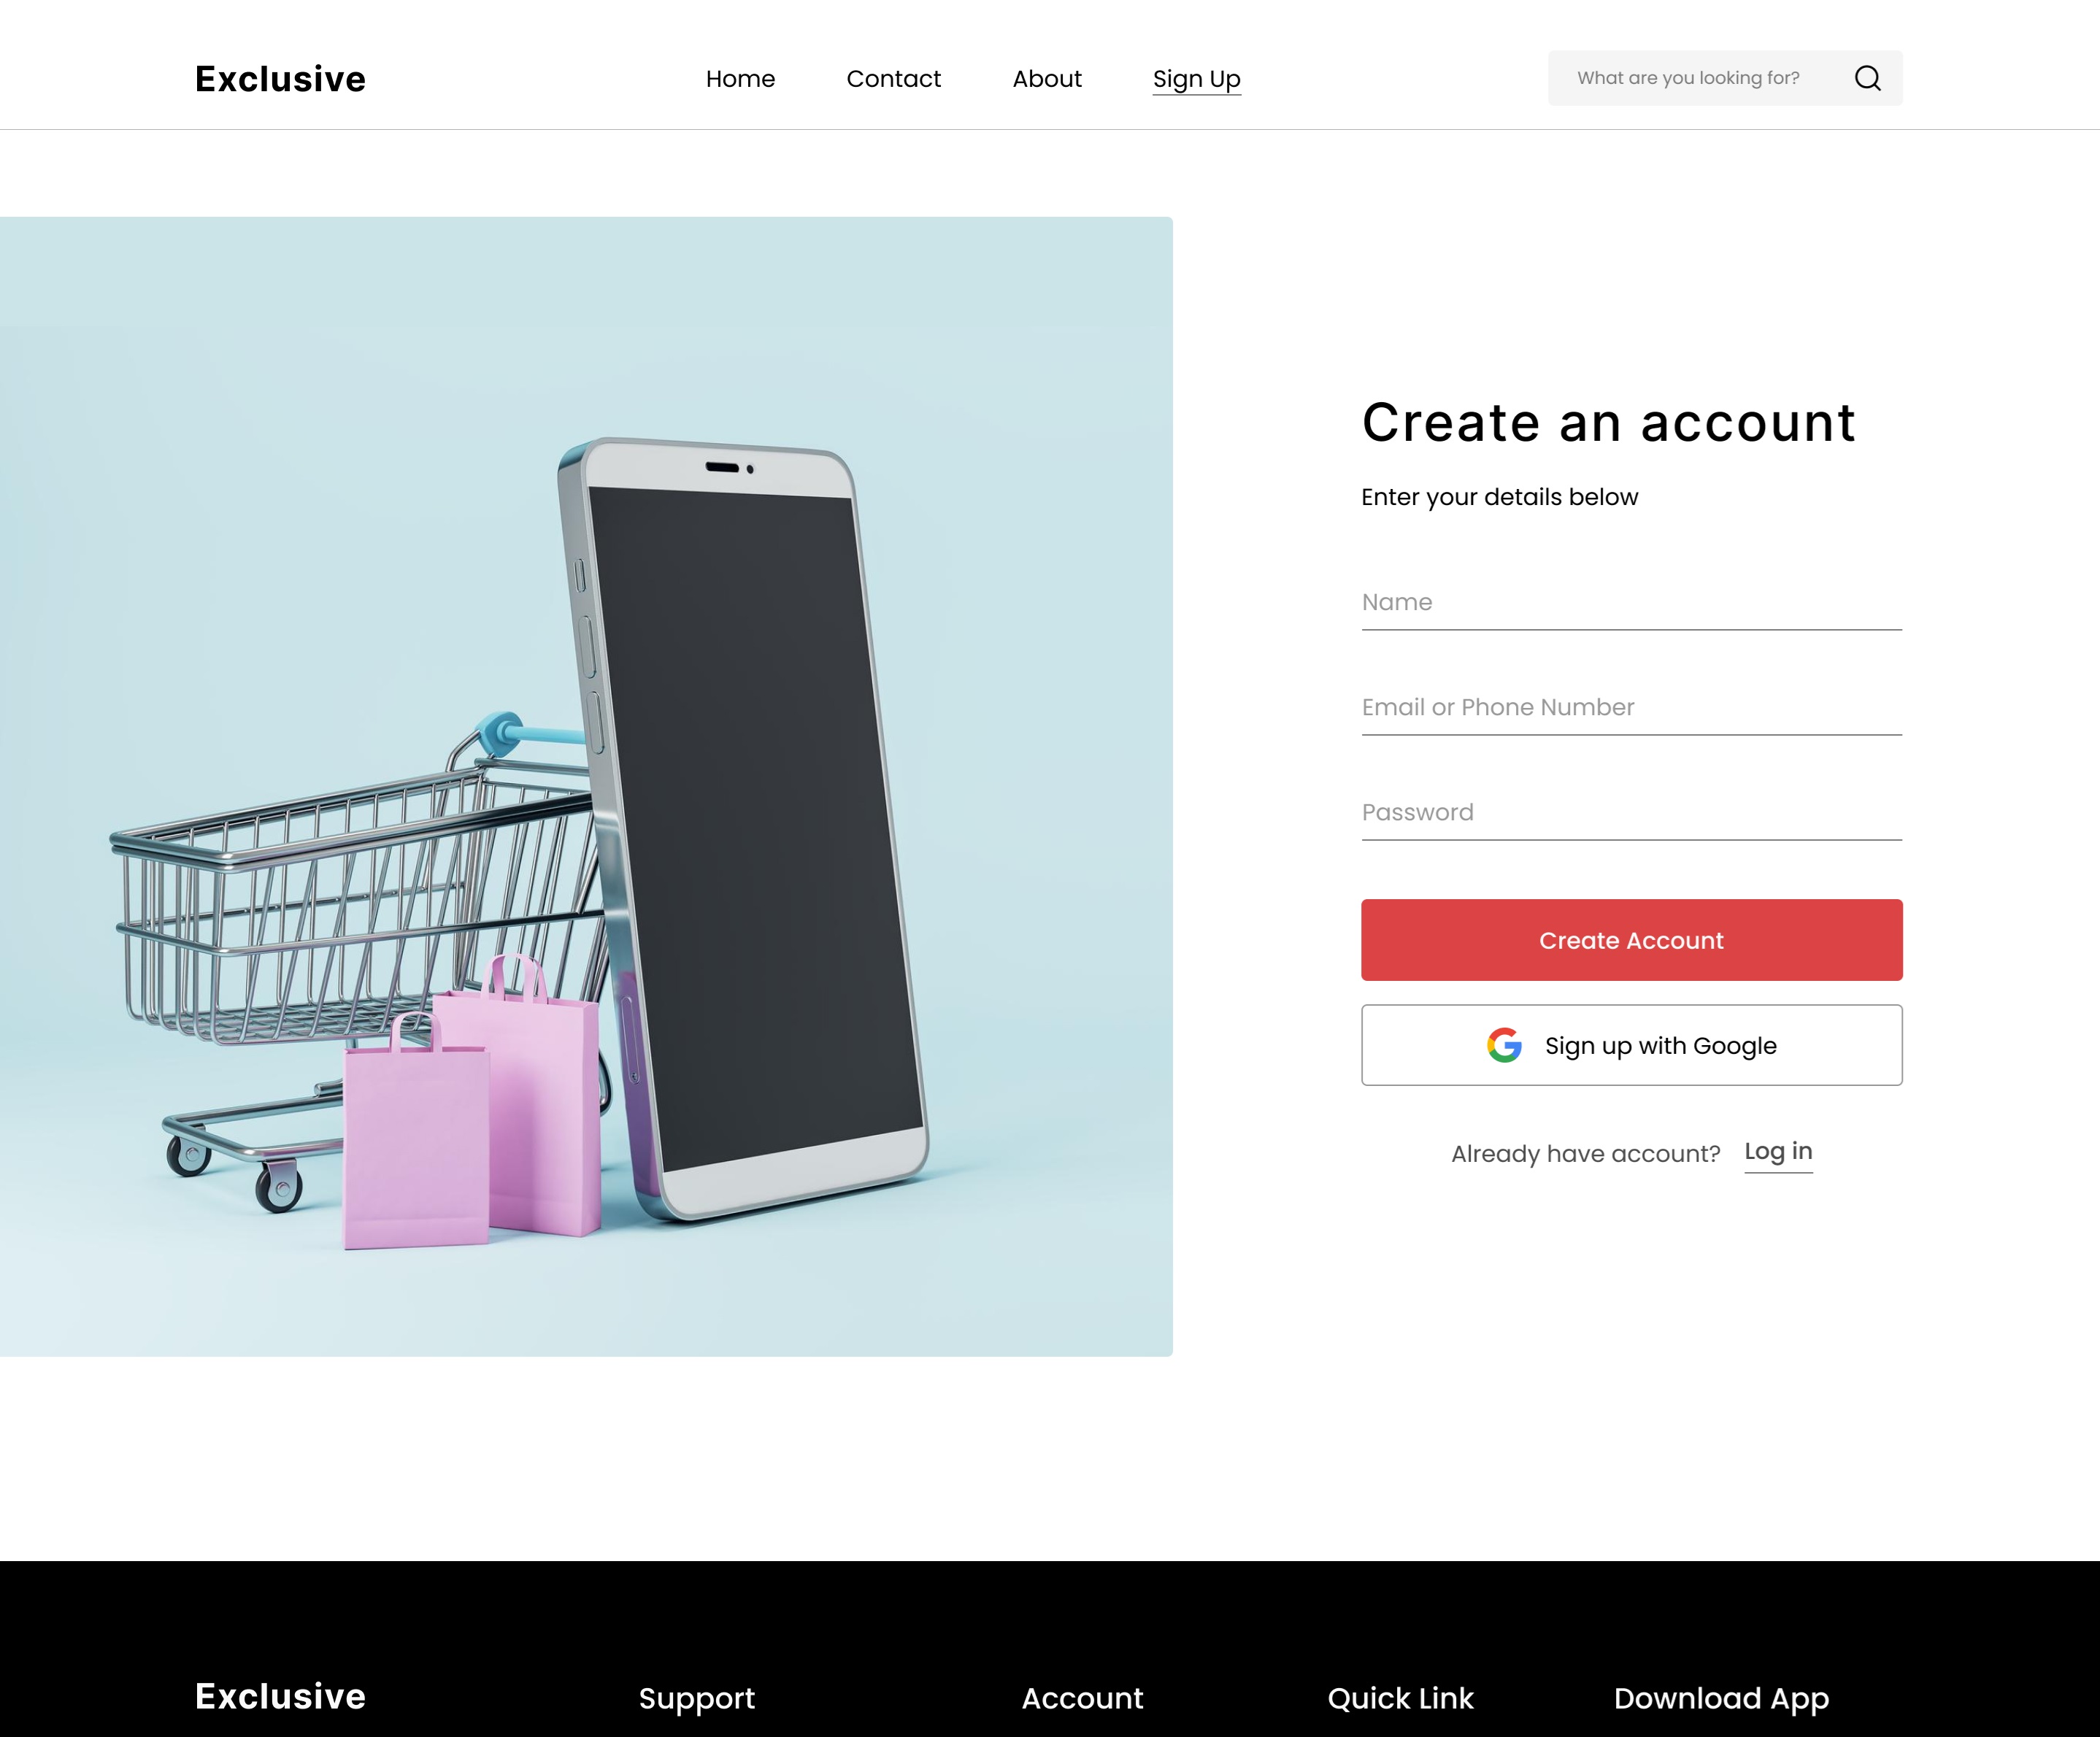 Exclusive
Home
Contact
About
Sign Up
What are you looking for?
Create an account
Enter your details below
Name
Email or Phone Number
Password
Create Account
Sign up with Google
Already have account? Log in
Exclusive
Support
Account
Quick Link
Download App